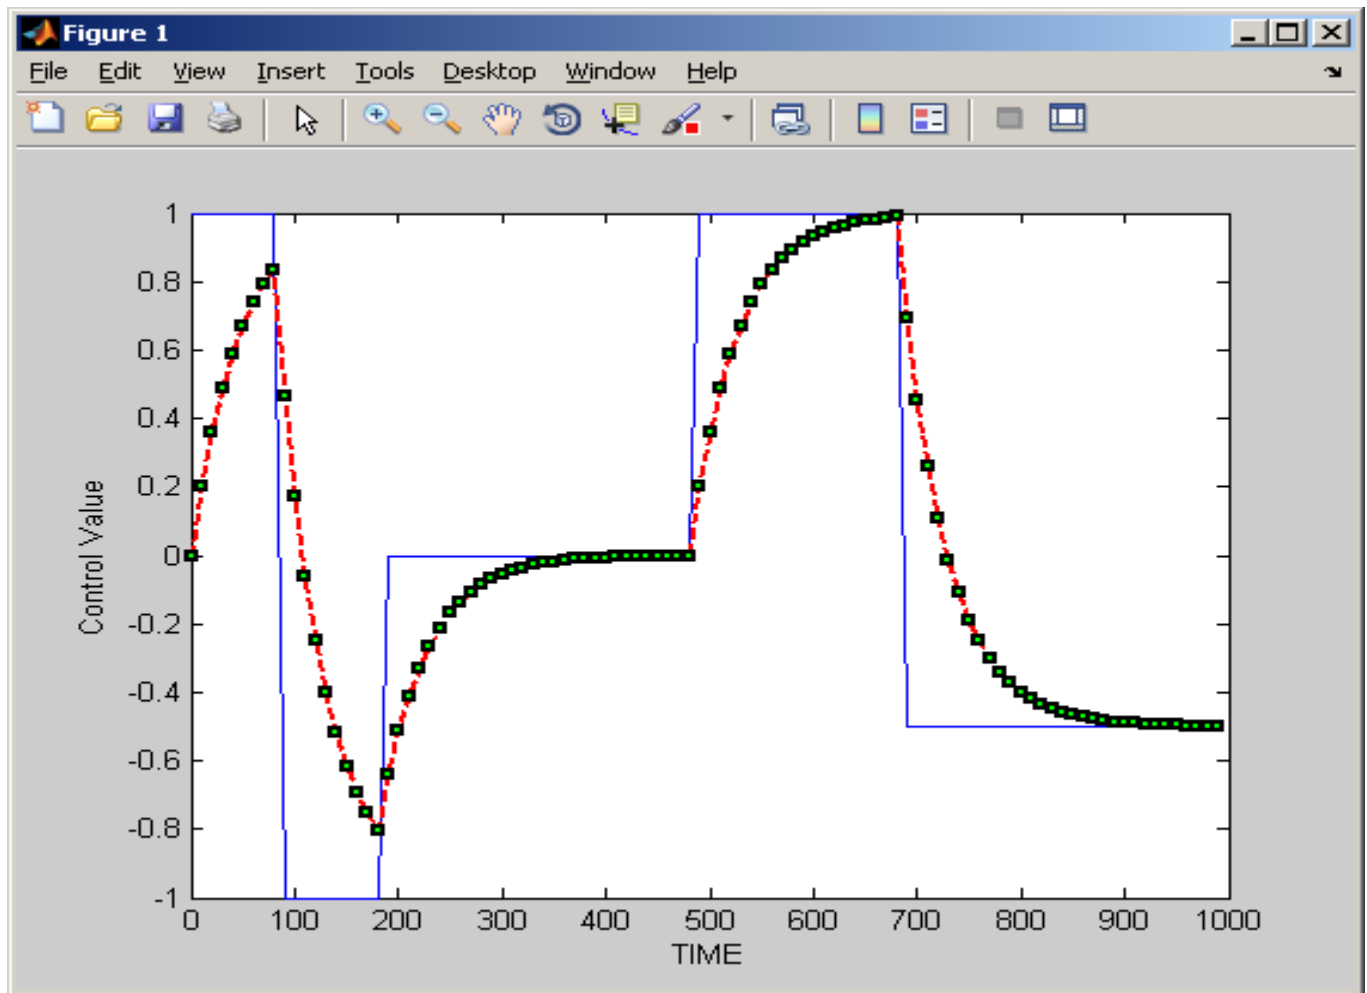 Figure 1
File Edit View Insert Tools Desktop Window Help
1
0.8
0.6
0.4
0.2
0
-0.2
-0.4
-0.6
-0.8
-1
Control Value
0 100 200 300 400 500 600 700 800 900 1000
TIME